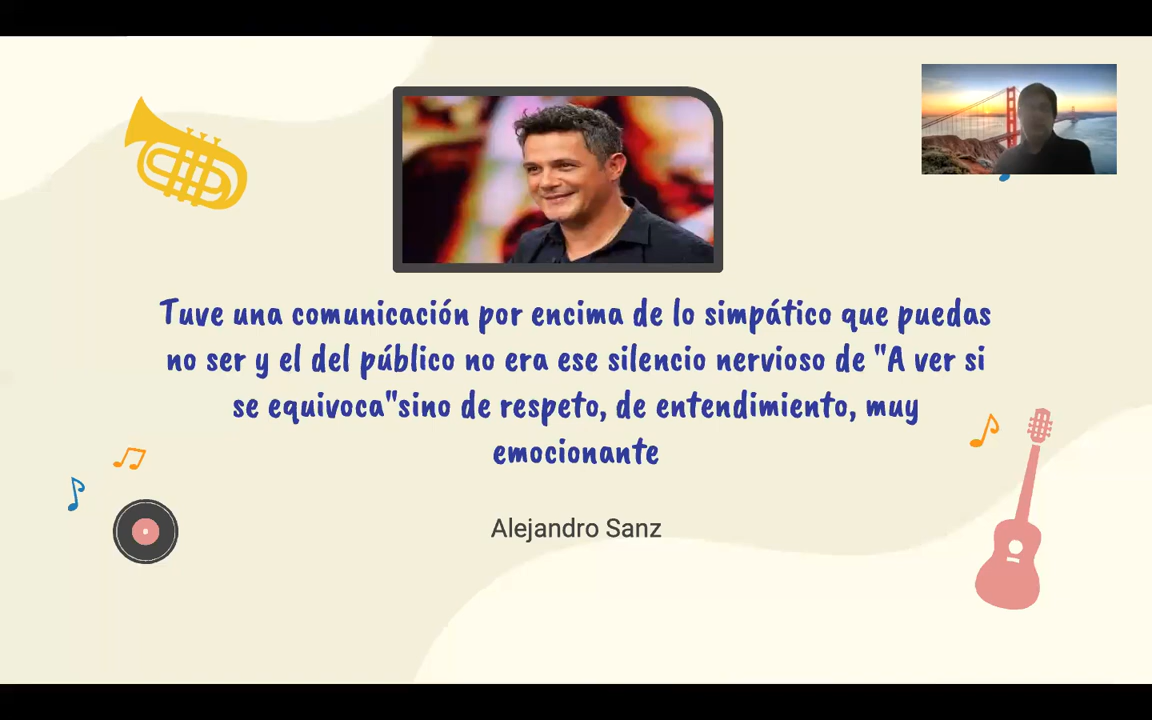 Tuve una comunicación por encima de lo simpático que puedas
no ser y el del público no era ese silencio nervioso de "A ver si
se equivoca"sino de respeto, de entendimiento, muy
emocionante
Alejandro Sanz